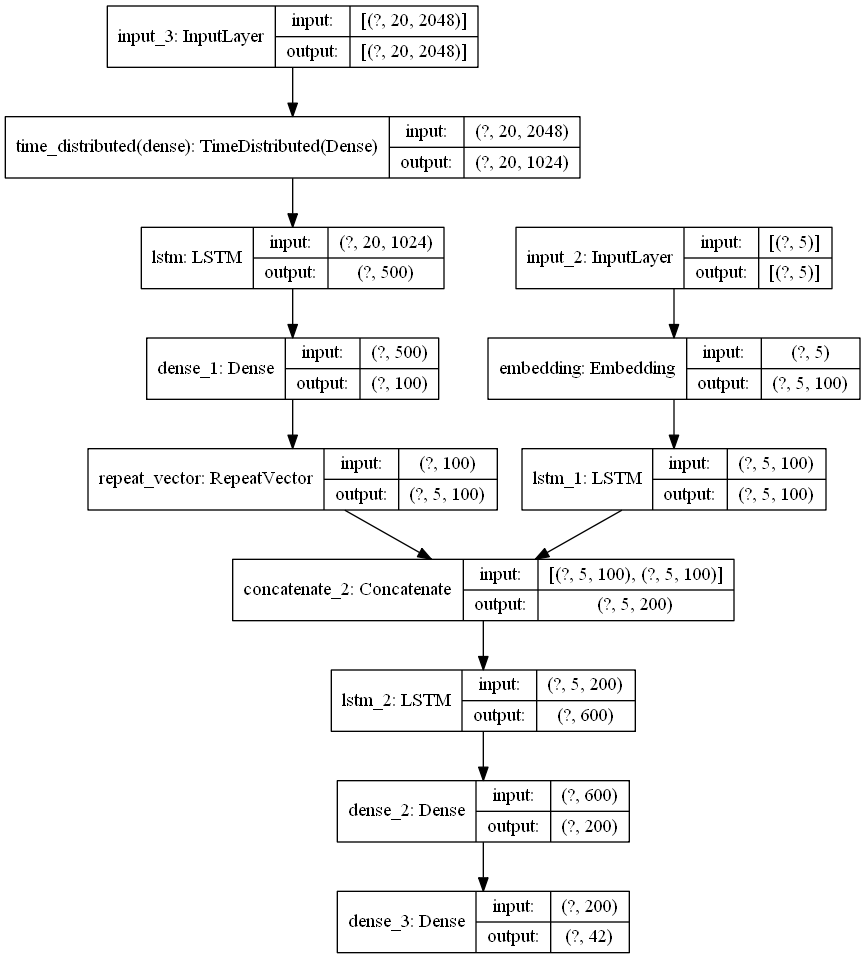 input_3: InputLayer
input: [(?, 20, 2048)]
output: [(?, 20, 2048)]
time_distributed(dense): TimeDistributed(Dense)
input: (?, 20, 2048)
output: (?, 20, 1024)
lstm: LSTM
input: (?, 20, 1024)
output: (?, 500)
input_2: InputLayer
input: [(?, 5)]
output: [(?, 5)]
dense_1: Dense
input: (?, 500)
output: (?, 100)
embedding: Embedding
input: (?, 5)
output: (?, 5, 100)
repeat_vector: RepeatVector
input: (?, 100)
output: (?, 5, 100)
lstm_1: LSTM
input: (?, 5, 100)
output: (?, 5, 100)
concatenate_2: Concatenate
input: [(?, 5, 100), (?, 5, 100)]
output: (?, 5, 200)
lstm_2: LSTM
input: (?, 5, 200)
output: (?, 600)
dense_2: Dense
input: (?, 600)
output: (?, 200)
dense_3: Dense
input: (?, 200)
output: (?, 42)